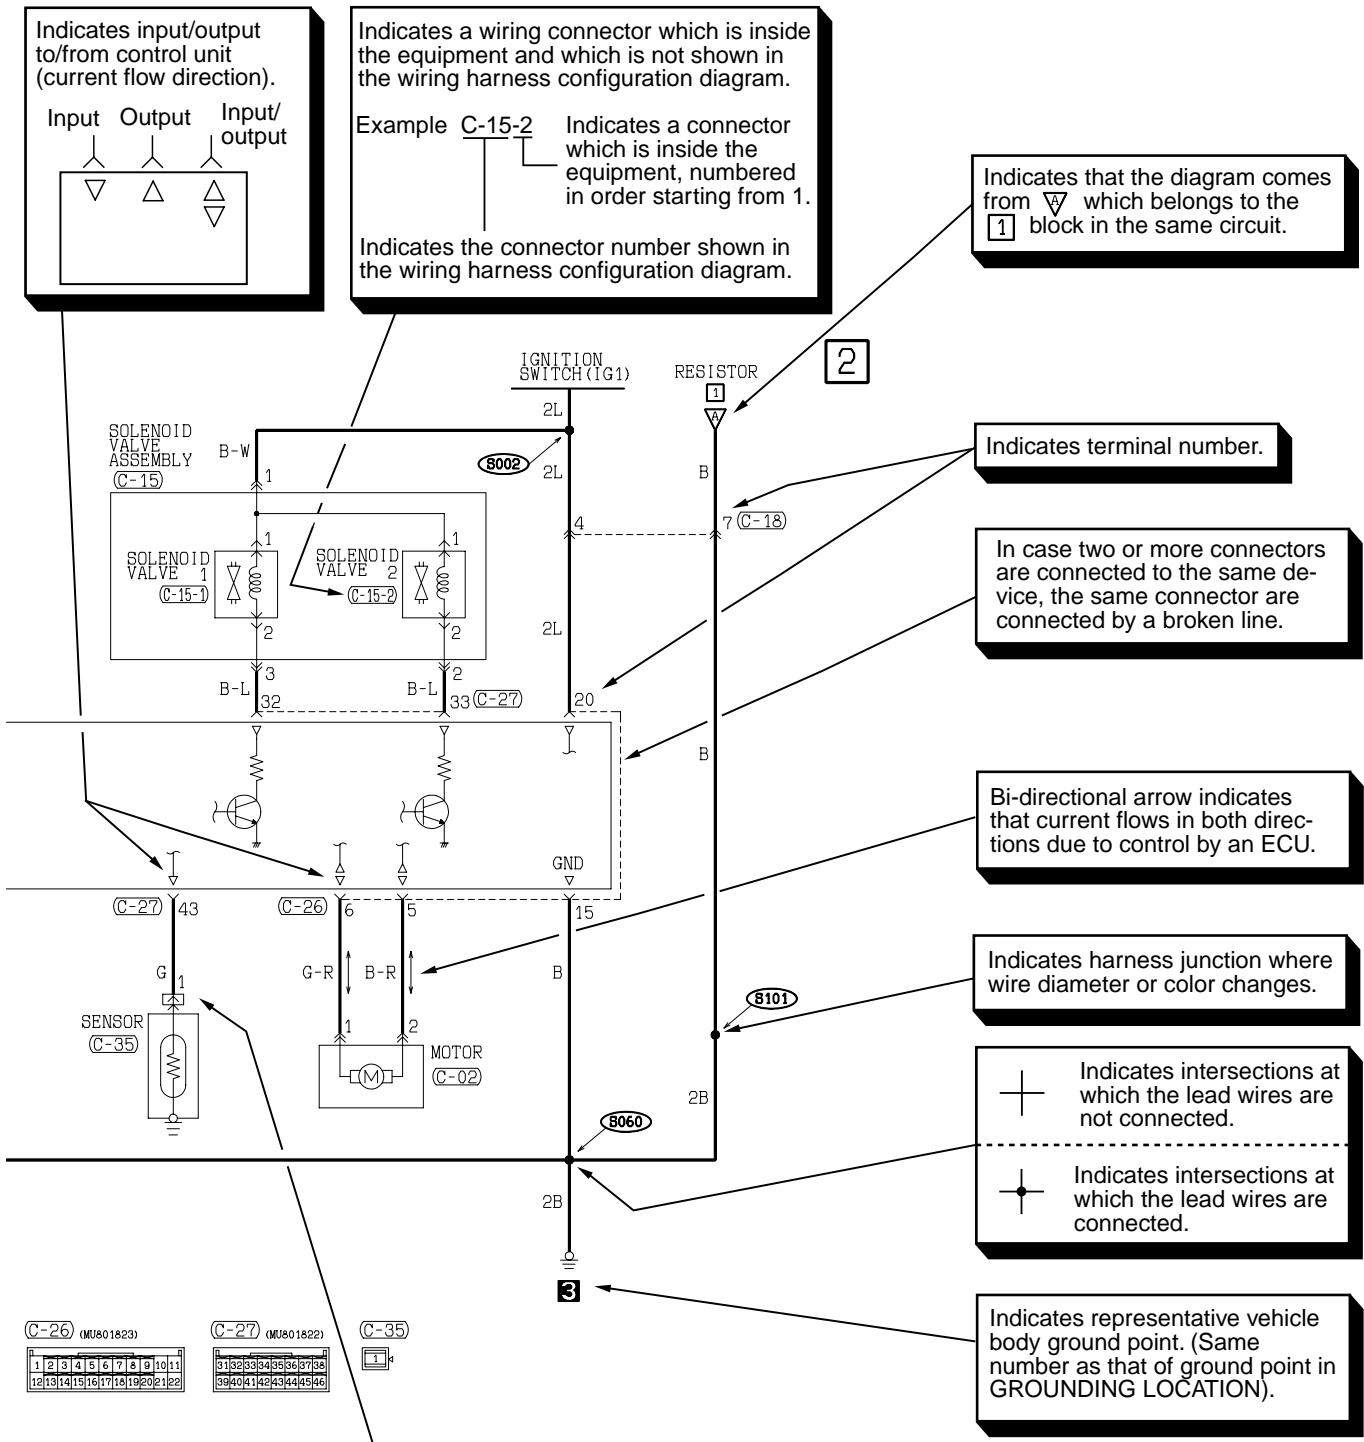 Indicates input/output
to/from control unit
(current flow direction).
Input Output Input/
output
Indicates a wiring connector which is inside
the equipment and which is not shown in
the wiring harness configuration diagram.
Example C-15-2 Indicates a connector
which is inside the
equipment, numbered
in order starting from 1.
Indicates the connector number shown in
the wiring harness configuration diagram.
Indicates that the diagram comes
from A which belongs to the
1 block in the same circuit.
2
IGNITION
SWITCH(IG1)
RESISTOR
1
A
2L
SOLENOID
VALVE
ASSEMBLY
(C-15)
B-W
1
S002
2L
B
Indicates terminal number.
4
7 (C-18)
1
1
SOLENOID
VALVE 1
(C-15-1)
SOLENOID
VALVE 2
(C-15-2)
2
2
2L
In case two or more connectors
are connected to the same de-
vice, the same connector are
connected by a broken line.
3
2
B-L
B-L
32
33 (C-27)
20
B
Bi-directional arrow indicates
that current flows in both direc-
tions due to control by an ECU.
GND
(C-27) 43
(C-26) 6
5
15
G
1
G-R
B-R
B
Indicates harness junction where
wire diameter or color changes.
S101
SENSOR
(C-35)
1
2
MOTOR
(C-02)
M
2B
Indicates intersections at
which the lead wires are
not connected.
S060
Indicates intersections at
which the lead wires are
connected.
2B
3
Indicates representative vehicle
body ground point. (Same
number as that of ground point in
GROUNDING LOCATION).
(C-26) (MU801823)
1 2 3 4 5 6 7 8 9 10 11
12 13 14 15 16 17 18 19 20 21 22
(C-27) (MU801822)
31 32 33 34 35 36 37 38
39 40 41 42 43 44 45 46
(C-35)
1